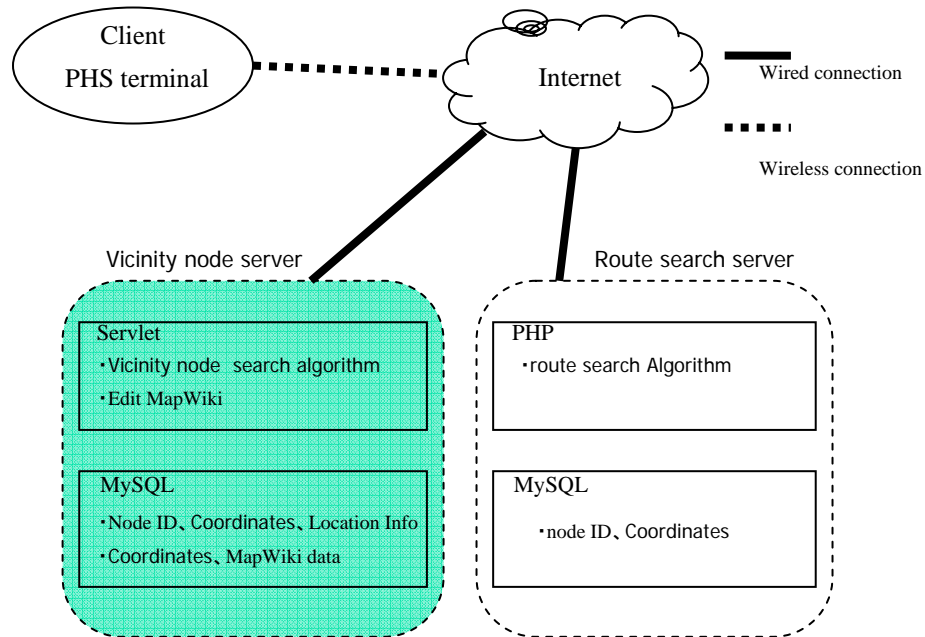 Client
PHS terminal
Internet
Wired connection
Wireless connection
Vicinity node server
Servlet
・Vicinity node search algorithm
・Edit MapWiki
MySQL
・Node ID、Coordinates、Location Info
・Coordinates、MapWiki data
Route search server
PHP
・route search Algorithm
MySQL
・node ID、Coordinates